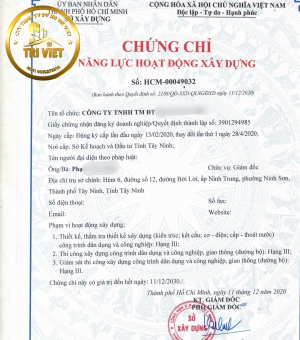 ỦY BAN NHÂN DÂN
THÀNH PHỐ HỒ CHÍ MINH
SỞ XÂY DỰNG
CỘNG HÒA XÃ HỘI CHỦ NGHĨA VIỆT NAM
Độc lập - Tự do - Hạnh phúc
TRÍ VIỆT
CHỨNG CHỈ
NĂNG LỰC HOẠT ĐỘNG XÂY DỰNG
Số: HCM-00049032
(Ban hành theo Quyết định số: 2180/QĐ-SXD-QLNGHXD ngày 11/12/2020)
Tên tổ chức: CÔNG TY TNHH TM ĐT
Giấy chứng nhận đăng ký doanh nghiệp/Quyết định thành lập số: 3901294985
Ngày cấp: Đăng ký cấp lần đầu ngày 13/02/2020, thay đổi lần thứ 1 ngày 28/4/2020;
Nơi cấp: Sở Kế hoạch và Đầu tư Tỉnh Tây Ninh;
Tên người đại diện theo pháp luật:
Ông/Bà: Phạ Chức vụ: Giám đốc
Địa chỉ trụ sở chính: Hẻm 6, đường số 12, đường Bời Lời, ấp Ninh Trung, phường Ninh Sơn,
Thành phố Tây Ninh, Tỉnh Tây Ninh
Số điện thoại: Số fax:
Email: Website:
Phạm vi hoạt động xây dựng:
1. Thiết kế, thẩm tra thiết kế xây dựng (kiến trúc; kết cấu; cơ - điện; cấp - thoát nước)
công trình dân dụng và công nghiệp: Hạng III;
2. Thi công xây dựng công trình dân dụng và công nghiệp, giao thông (đường bộ): Hạng III;
3. Giám sát thi công xây dựng công trình dân dụng và công nghiệp, giao thông (đường bộ):
Hạng III.
Chứng chỉ này có giá trị đến hết ngày: 11/12/2030./.
Thành phố Hồ Chí Minh, ngày 11 tháng 12 năm 2020
KT. GIÁM ĐỐC
PHÓ GIÁM ĐỐC
SỞ
XÂY DỰNG